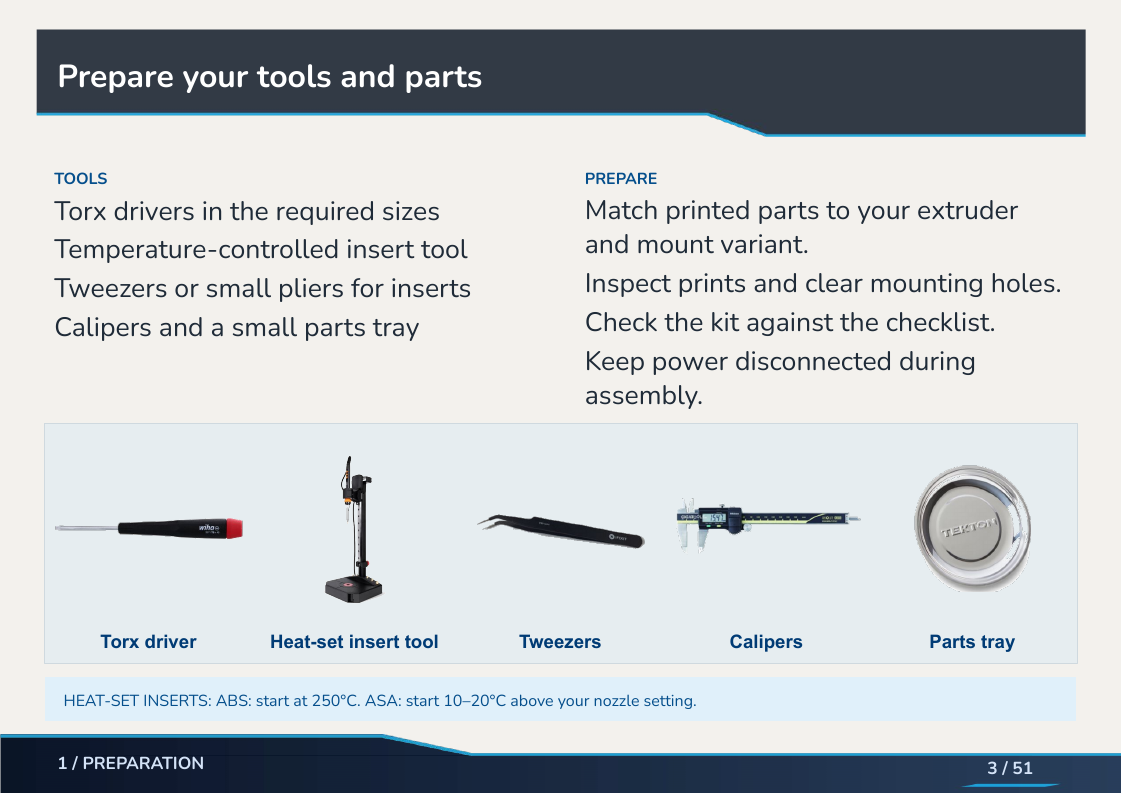 Prepare your tools and parts
TOOLS
Torx drivers in the required sizes
Temperature-controlled insert tool
Tweezers or small pliers for inserts
Calipers and a small parts tray
PREPARE
Match printed parts to your extruder
and mount variant.
Inspect prints and clear mounting holes.
Check the kit against the checklist.
Keep power disconnected during
assembly.
wiha
TEKTON
Torx driver
Heat-set insert tool
Tweezers
Calipers
Parts tray
HEAT-SET INSERTS: ABS: start at 250°C. ASA: start 10–20°C above your nozzle setting.
1 / PREPARATION
3 / 51